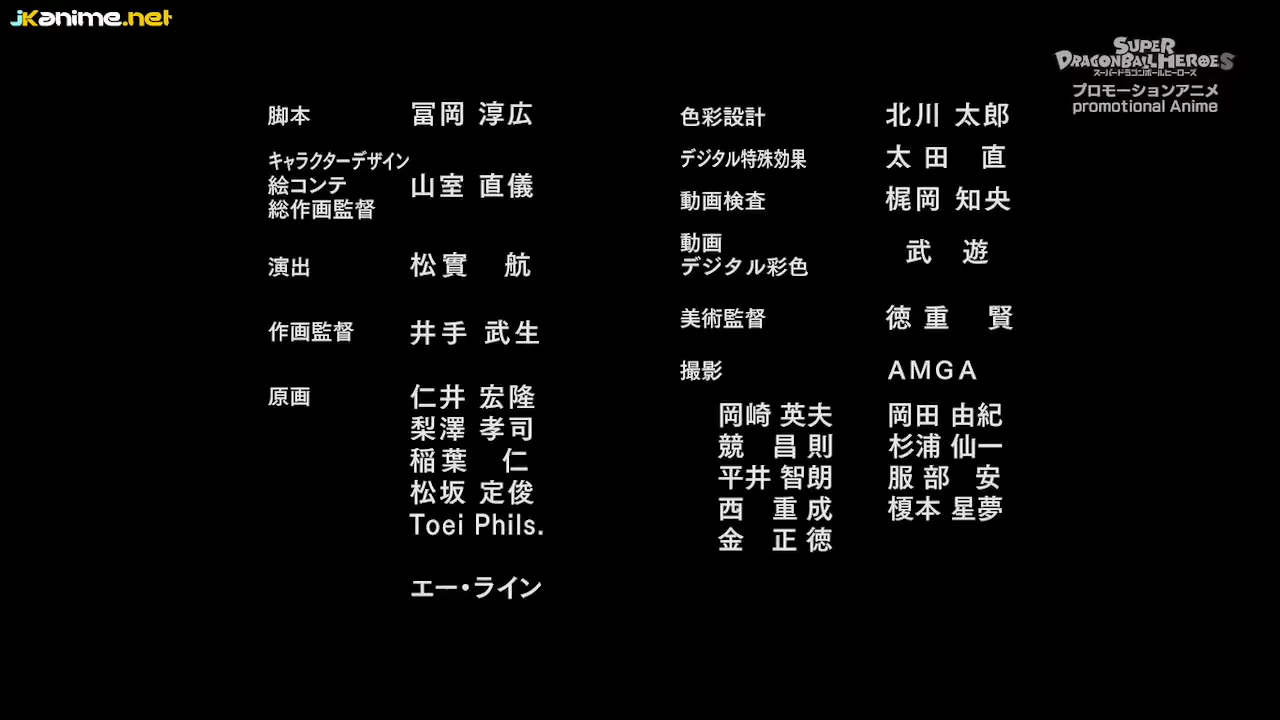 jKanime.net
SUPER
DRAGONBALL HEROES
スーパードラゴンボールヒーローズ
プロモーションアニメ
promotional Anime
脚本 冨岡 淳広
キャラクターデザイン
絵コンテ 山室 直儀
総作画監督
演出 松實 航
作画監督 井手 武生
原画 仁井 宏隆
梨澤 孝司
稲葉 仁
松坂 定俊
Toei Phils.
エー・ライン
色彩設計 北川 太郎
デジタル特殊効果 太田 直
動画検査 梶岡 知央
動画
デジタル彩色 武 遊
美術監督 徳重 賢
撮影 AMGA
岡崎 英夫 岡田 由紀
競 昌則 杉浦 仙一
平井 智朗 服部 安
西 重成 榎本 星夢
金 正徳